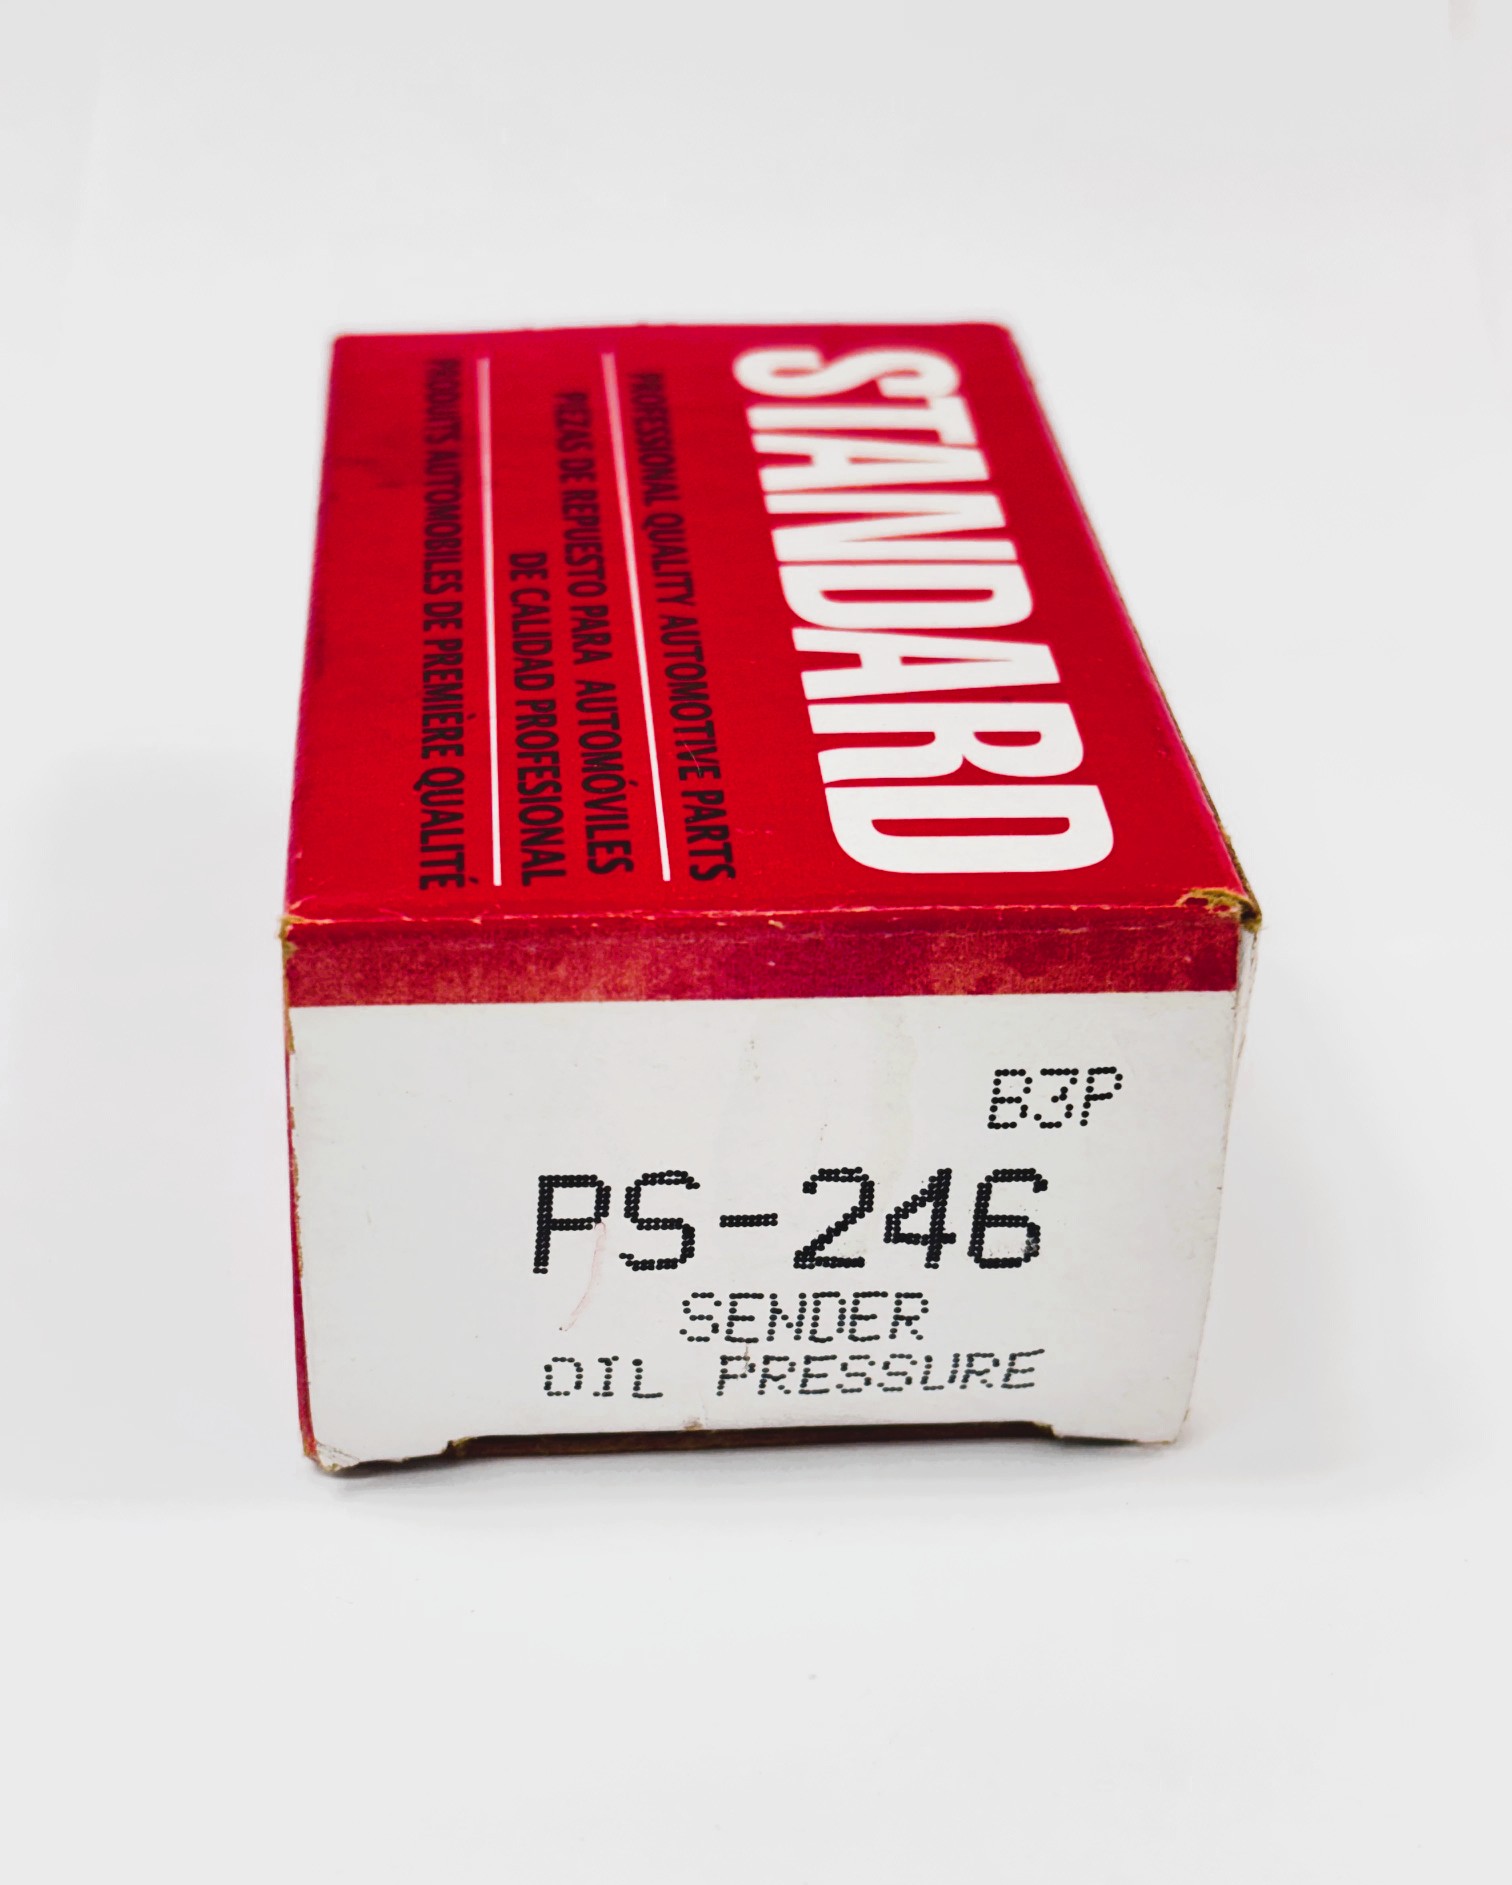 STANDARD
PROFESSIONAL QUALITY AUTOMOTIVE PARTS
PIEZAS DE REPUESTO PARA AUTOMÓVILES
DE CALIDAD PROFESIONAL
PRODUITS AUTOMOBILES DE PREMIÈRE QUALITÉ
B3P
PS-246
SENDER
OIL PRESSURE